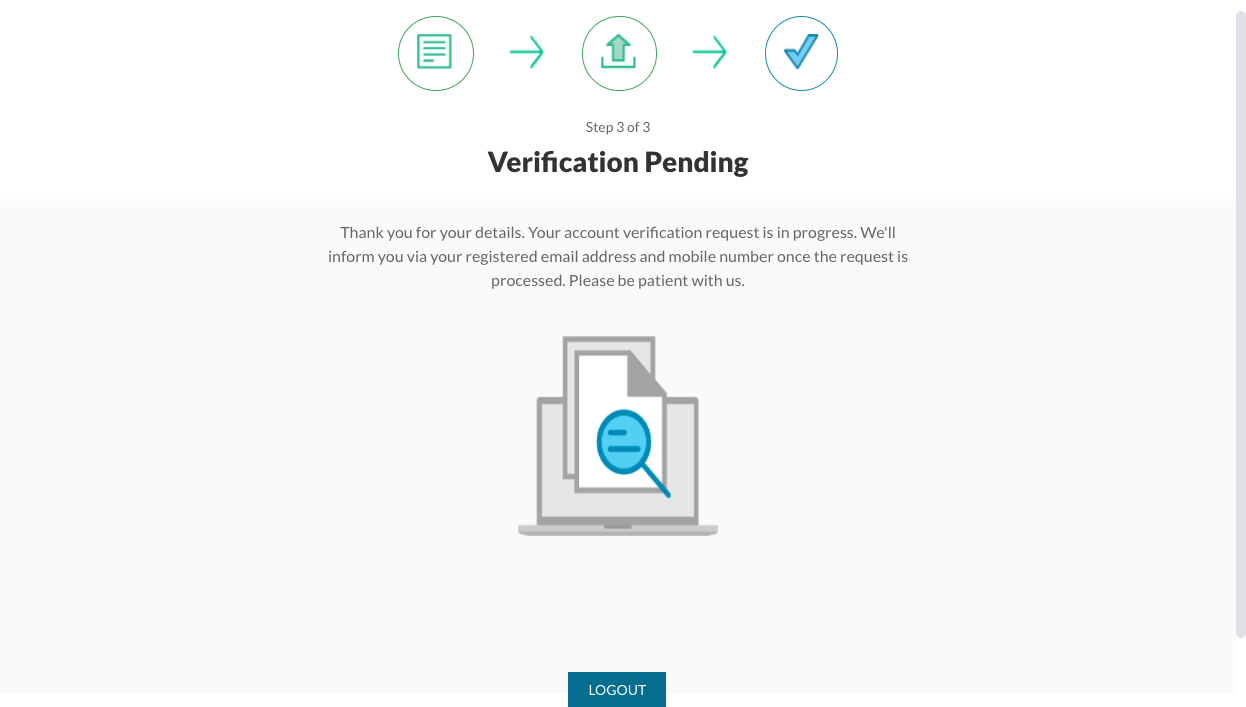 Step 3 of 3
Verification Pending
Thank you for your details. Your account verification request is in progress. We'll
inform you via your registered email address and mobile number once the request is
processed. Please be patient with us.
LOGOUT